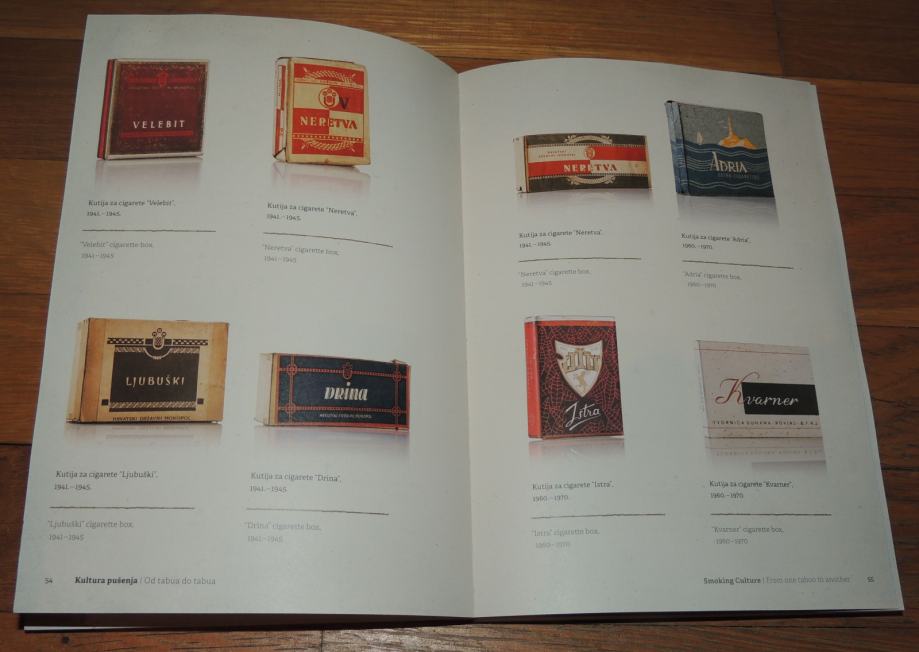 VELEBIT
Kutija za cigarete "Velebit",
1941.–1945.
"Velebit" cigarette box,
1941–1945
NERETVA
Kutija za cigarete "Neretva".
1941.–1945.
"Neretva" cigarette box,
1941–1945
LJUBUŠKI
HRVATSKI DRŽAVNI MONOPOL
Kutija za cigarete "Ljubuški",
1941.–1945.
"Ljubuški" cigarette box,
1941–1945
DRINA
HRVATSKI DRŽAVNI MONOPOL
Kutija za cigarete "Drina",
1941.–1945.
"Drina" cigarette box,
1941–1945
54 Kultura pušenja | Od tabua do tabua
NERETVA
Kutija za cigarete "Neretva".
1941.–1945.
"Neretva" cigarette box,
1941–1945
ADRIA
Kutija za cigarete "Adria",
1960.–1970.
"Adria" cigarette box,
1960–1970
Istra
Kutija za cigarete "Istra",
1960.–1970.
"Istra" cigarette box,
1960–1970
Kvarner
TVORNICA DUHANA · ROVINJ
Kutija za cigarete "Kvarner",
1960.–1970.
"Kvarner" cigarette box,
1960–1970
Smoking Culture | From one taboo to another 55